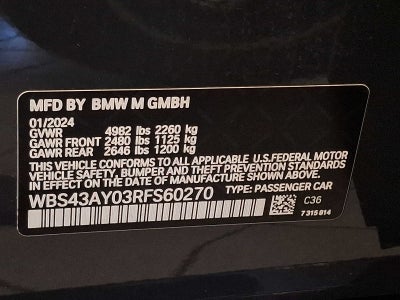 MFD BY BMW M GMBH
01/2024
GVWR 4982 lbs 2260 kg
GAWR FRONT 2480 lbs 1125 kg
GAWR REAR 2646 lbs 1200 kg
THIS VEHICLE CONFORMS TO ALL APPLICABLE U.S.FEDERAL MOTOR
VEHICLE SAFETY, BUMPER AND THEFT PREVENTION STANDARDS IN
EFFECT ON THE DATE OF MANUFACTURE SHOWN ABOVE.
WBS43AY03RFS60270 TYPE: PASSENGER CAR
C36
7 315 814